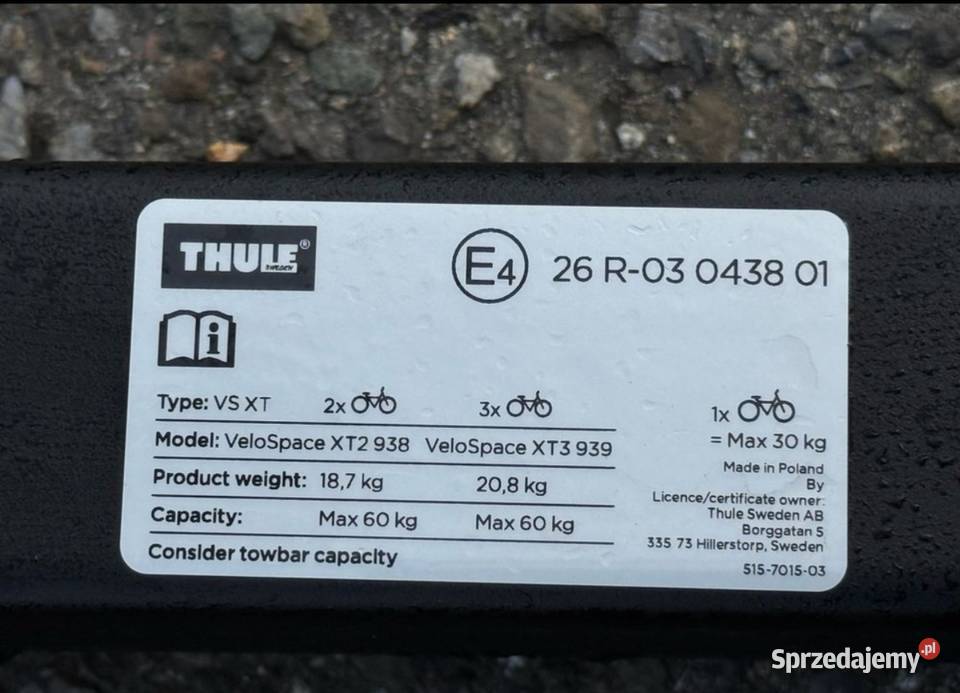 THULE®
SWEDEN
E4 26 R-03 0438 01
i
Type: VS XT 2x 3x
Model: VeloSpace XT2 938 VeloSpace XT3 939
Product weight: 18,7 kg 20,8 kg
Capacity: Max 60 kg Max 60 kg
Consider towbar capacity
1x
= Max 30 kg
Made in Poland
By
Licence/certificate owner:
Thule Sweden AB
Borggatan 5
335 73 Hillerstorp, Sweden
515-7015-03
Sprzedajemy.pl